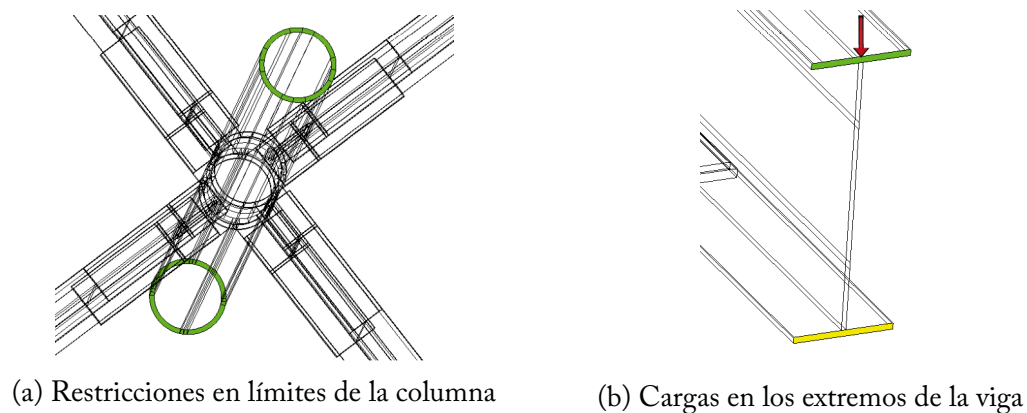 (a) Restricciones en límites de la columna
(b) Cargas en los extremos de la viga